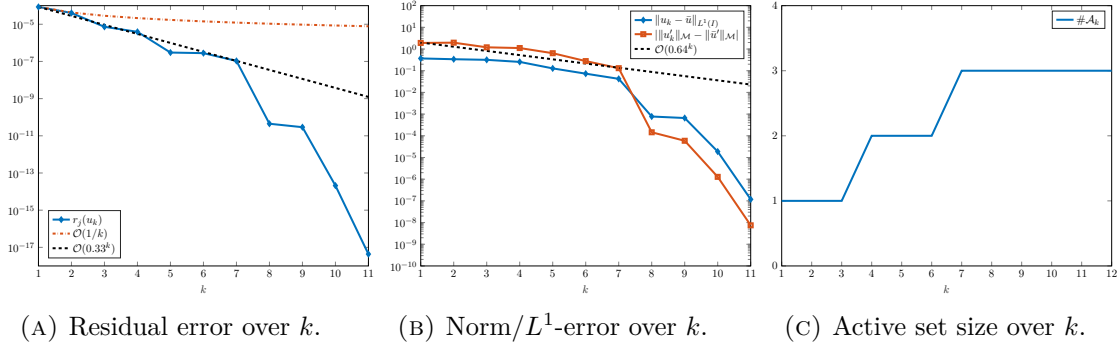 10^{-5}
10^{-7}
10^{-9}
10^{-11}
10^{-13}
10^{-15}
10^{-17}
r_j(u_k)
𝒪(1/k)
𝒪(0.33^k)
1 2 3 4 5 6 7 8 9 10 11
k
(A) Residual error over k.
10^2
10^1
10^0
10^{-1}
10^{-2}
10^{-3}
10^{-4}
10^{-5}
10^{-6}
10^{-7}
10^{-8}
10^{-9}
10^{-10}
‖u_k − ū‖_{L^1(I)}
|‖u'_k‖_ℳ − ‖ū'‖_ℳ|
𝒪(0.64^k)
1 2 3 4 5 6 7 8 9 10 11
k
(B) Norm/L^1-error over k.
4
3
2
1
0
#𝒜_k
1 2 3 4 5 6 7 8 9 10 11 12
k
(C) Active set size over k.